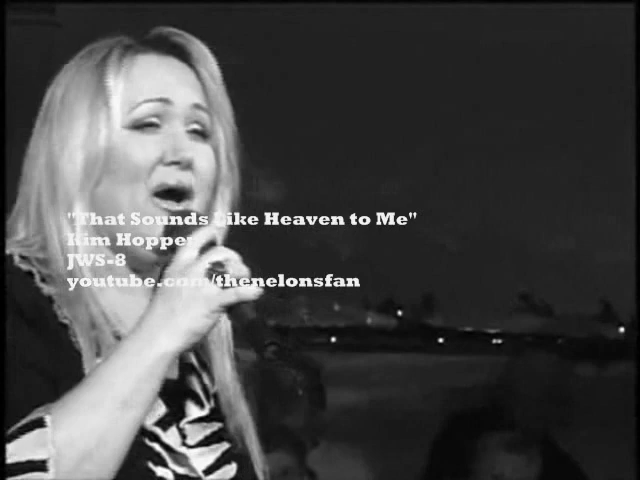 "That Sounds Like Heaven to Me"
Kim Hopper
JWS-8
youtube.com/thenelonsfan